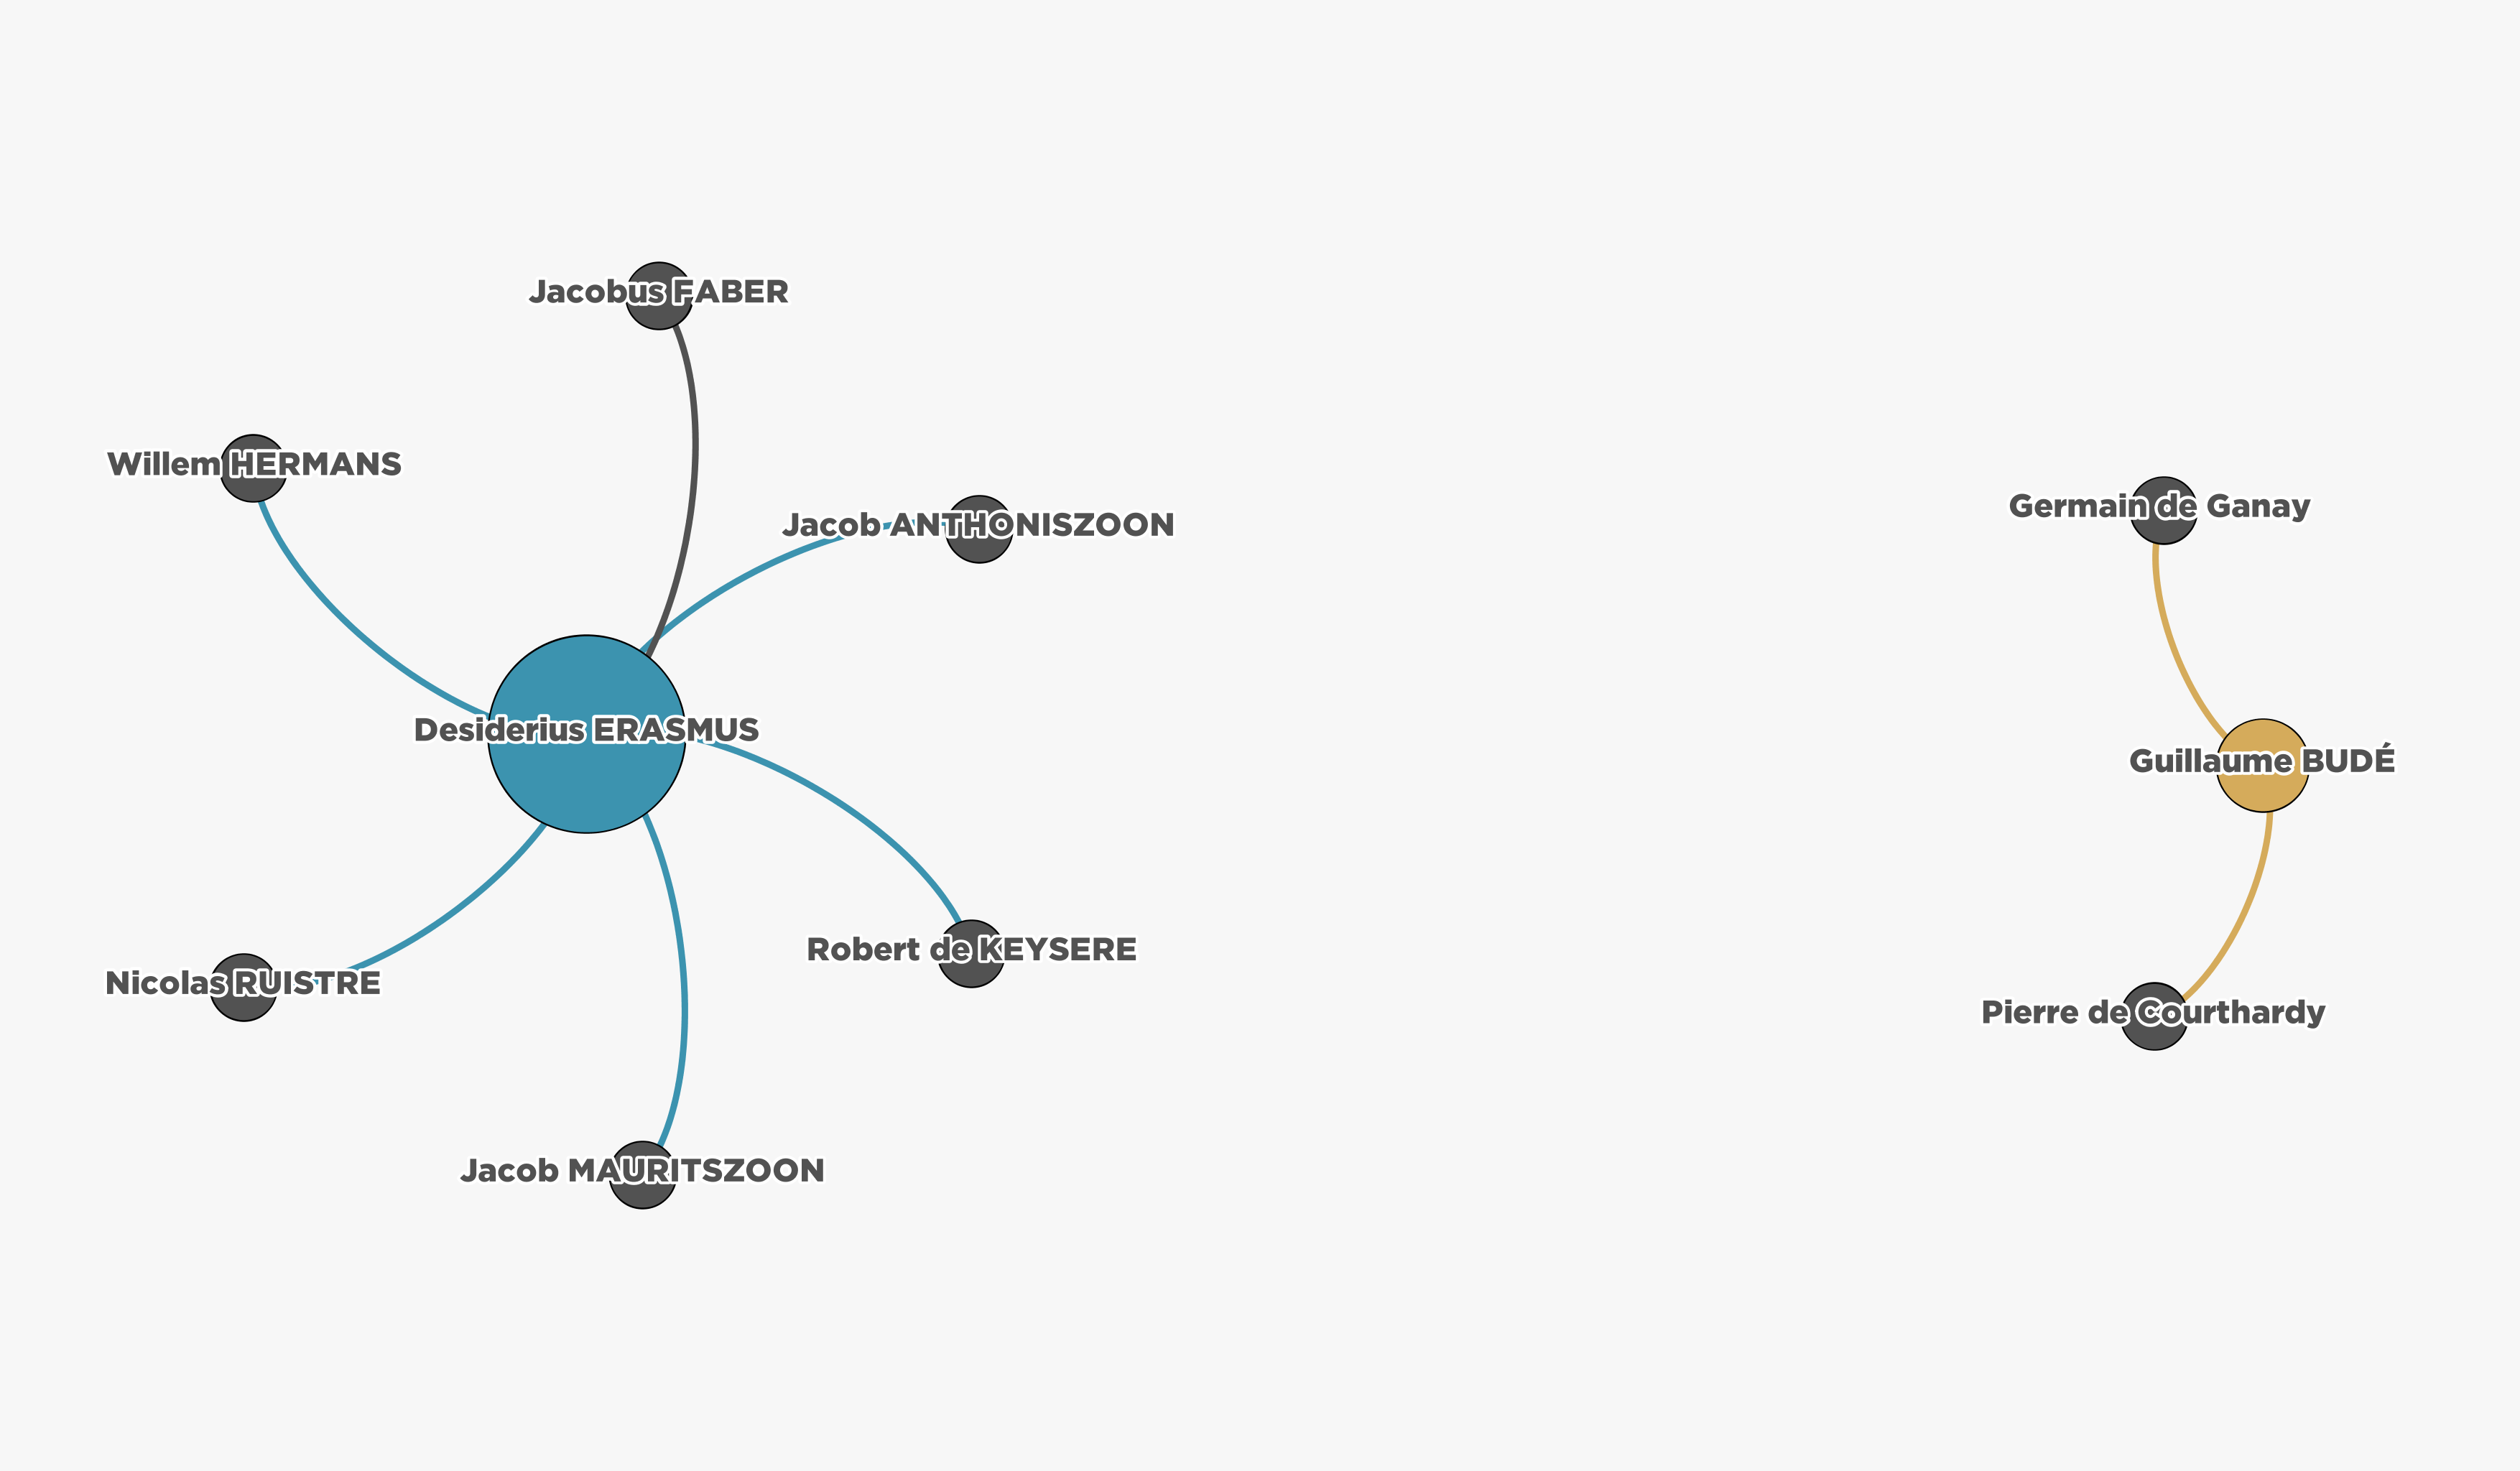 Jacobus FABER
Willem HERMANS
Jacob ANTHONISZOON
Germain de Ganay
Desiderius ERASMUS
Guillaume BUDÉ
Robert de KEYSERE
Nicolas RUISTRE
Pierre de Courthardy
Jacob MAURITSZOON